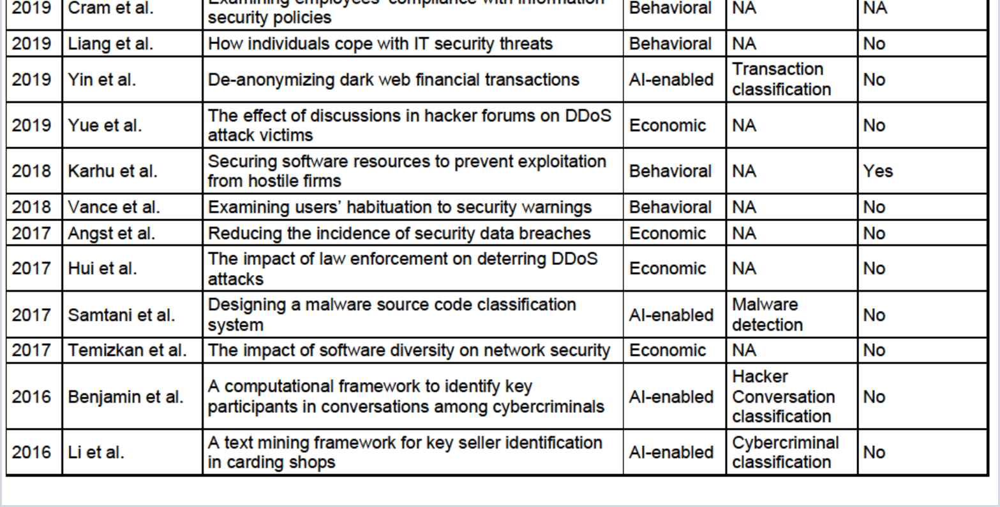 2019 Cram et al. Examining employees' compliance with information security policies Behavioral NA NA
2019 Liang et al. How individuals cope with IT security threats Behavioral NA No
2019 Yin et al. De-anonymizing dark web financial transactions AI-enabled Transaction classification No
2019 Yue et al. The effect of discussions in hacker forums on DDoS attack victims Economic NA No
2018 Karhu et al. Securing software resources to prevent exploitation from hostile firms Behavioral NA Yes
2018 Vance et al. Examining users' habituation to security warnings Behavioral NA No
2017 Angst et al. Reducing the incidence of security data breaches Economic NA No
2017 Hui et al. The impact of law enforcement on deterring DDoS attacks Economic NA No
2017 Samtani et al. Designing a malware source code classification system AI-enabled Malware detection No
2017 Temizkan et al. The impact of software diversity on network security Economic NA No
2016 Benjamin et al. A computational framework to identify key participants in conversations among cybercriminals AI-enabled Hacker Conversation classification No
2016 Li et al. A text mining framework for key seller identification in carding shops AI-enabled Cybercriminal classification No